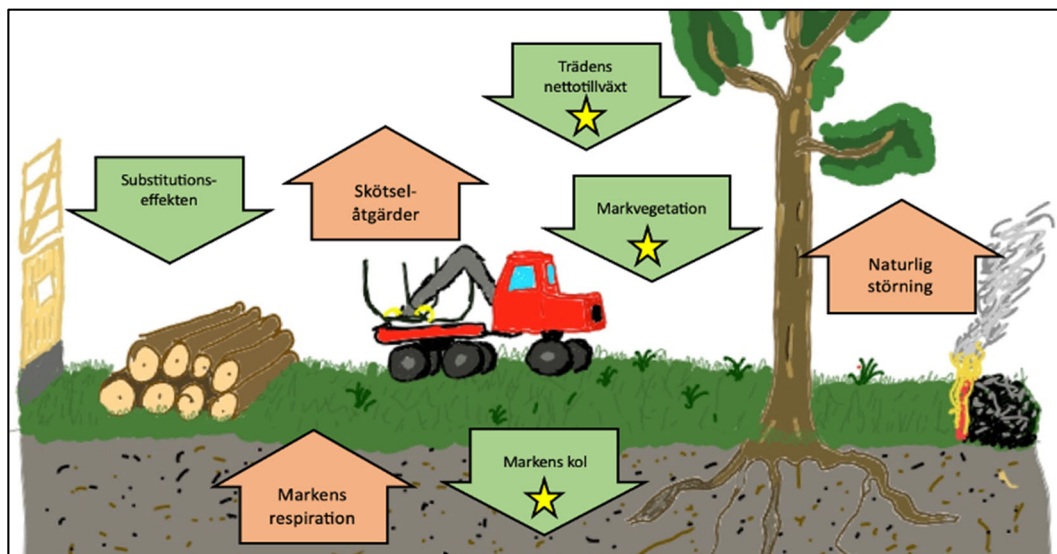 Trädens
nettotillväxt
Substitutions-
effekten
Skötsel-
åtgärder
Markvegetation
Naturlig
störning
Markens
respiration
Markens kol